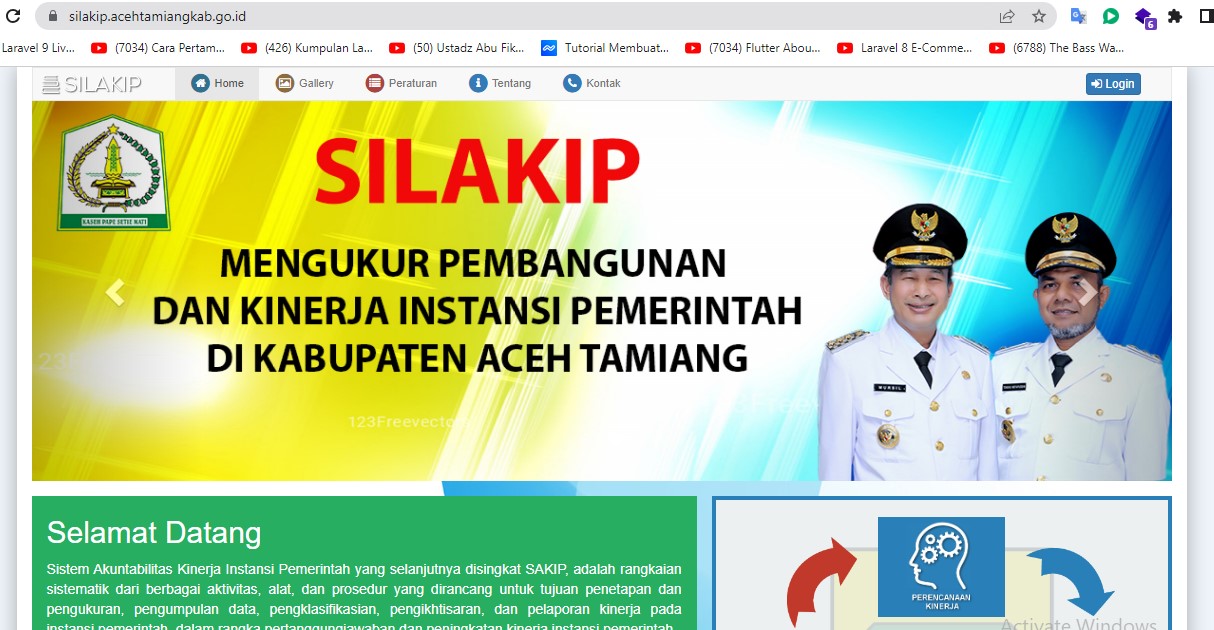 silakip.acehtamiangkab.go.id
6
Laravel 9 Liv... (7034) Cara Pertam... (426) Kumpulan La... (50) Ustadz Abu Fik... Tutorial Membuat... (7034) Flutter Abou... Laravel 8 E-Comme... (6788) The Bass Wa...
SILAKIP Home Gallery Peraturan Tentang Kontak Login
SILAKIP
MENGUKUR PEMBANGUNAN
DAN KINERJA INSTANSI PEMERINTAH
DI KABUPATEN ACEH TAMIANG
KASEH PAPE SETIE MATI
MURSIL
123Freevecto
Selamat Datang
Sistem Akuntabilitas Kinerja Instansi Pemerintah yang selanjutnya disingkat SAKIP, adalah rangkaian
sistematik dari berbagai aktivitas, alat, dan prosedur yang dirancang untuk tujuan penetapan dan
pengukuran, pengumpulan data, pengklasifikasian, pengikhtisaran, dan pelaporan kinerja pada
instansi pemerintah, dalam rangka pertanggungjawaban dan peningkatan kinerja instansi pemerintah.
PERENCANAAN
KINERJA
Activate Windows